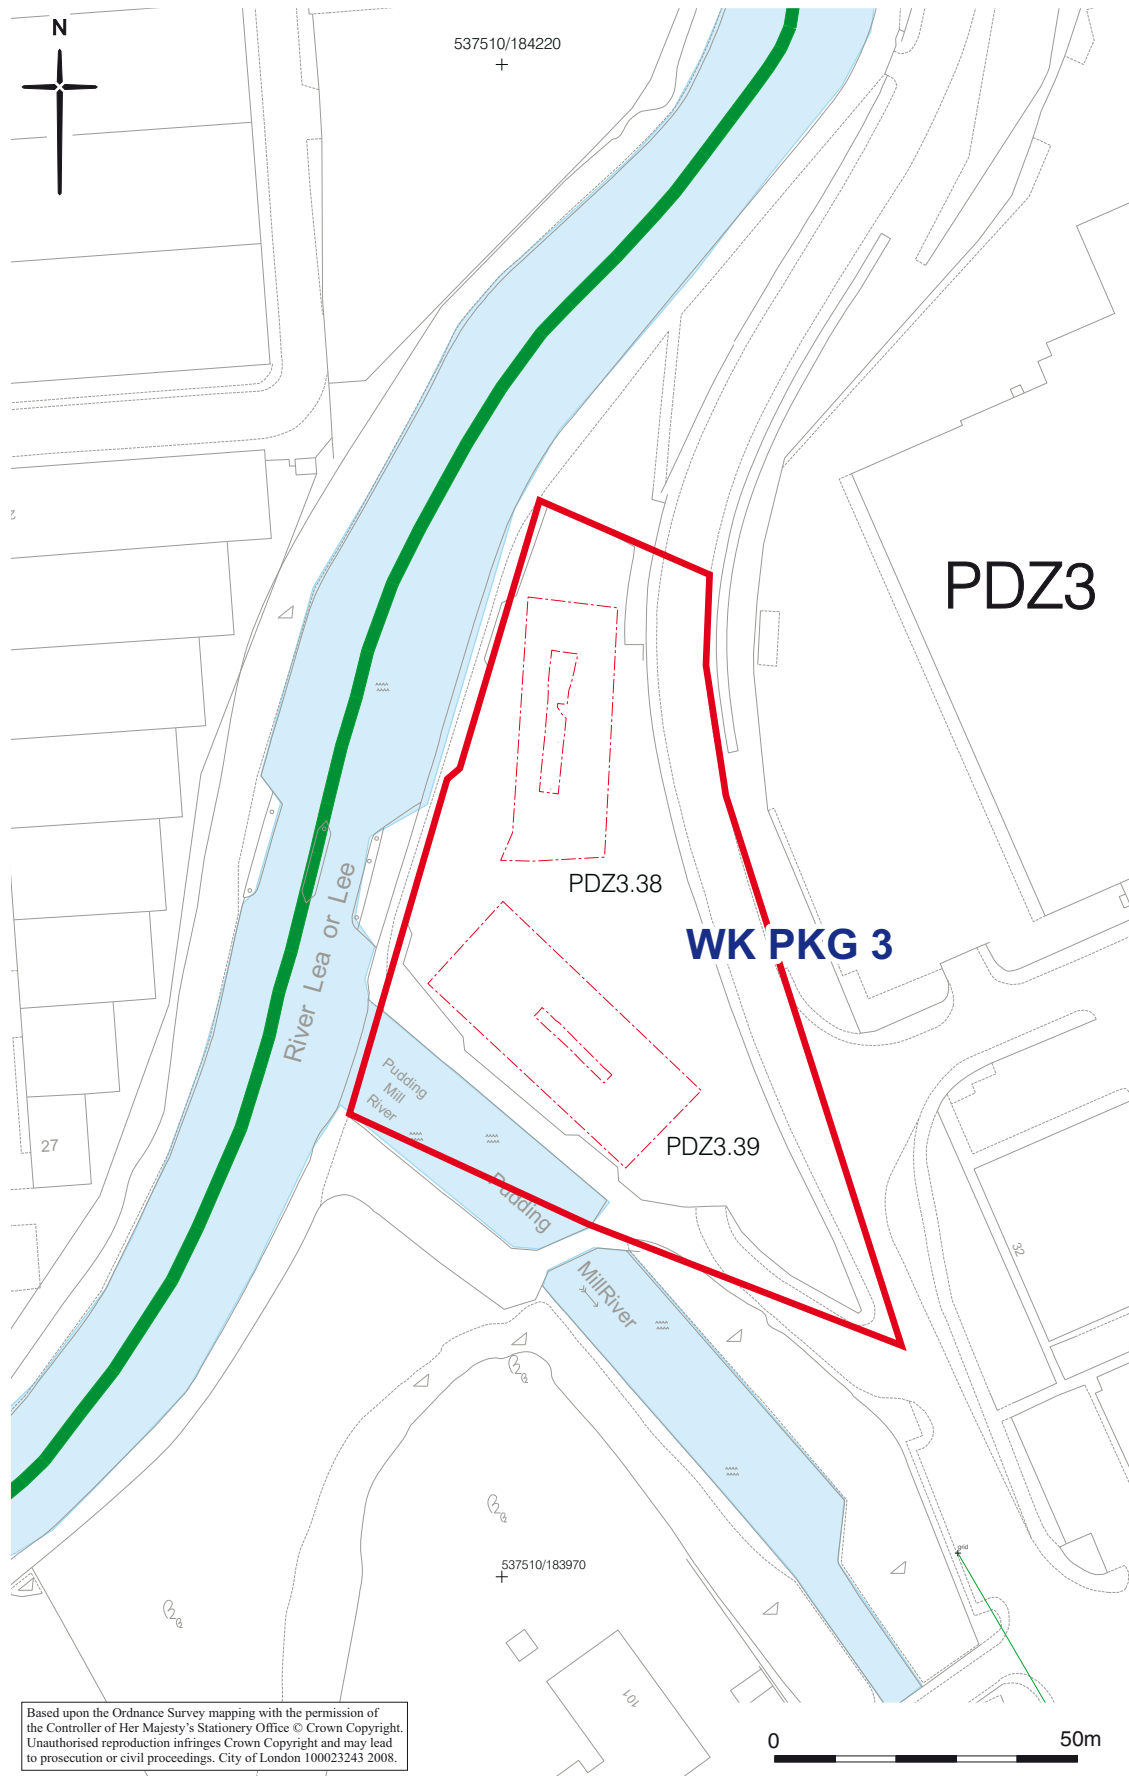 N
537510/184220
PDZ3
PDZ3.38
WK PKG 3
River Lea or Lee
Pudding
Mill
River
PDZ3.39
27
Pudding
MillRiver
32
grid
537510/183970
101
Based upon the Ordnance Survey mapping with the permission of
the Controller of Her Majesty's Stationery Office © Crown Copyright.
Unauthorised reproduction infringes Crown Copyright and may lead
to prosecution or civil proceedings. City of London 100023243 2008.
0
50m